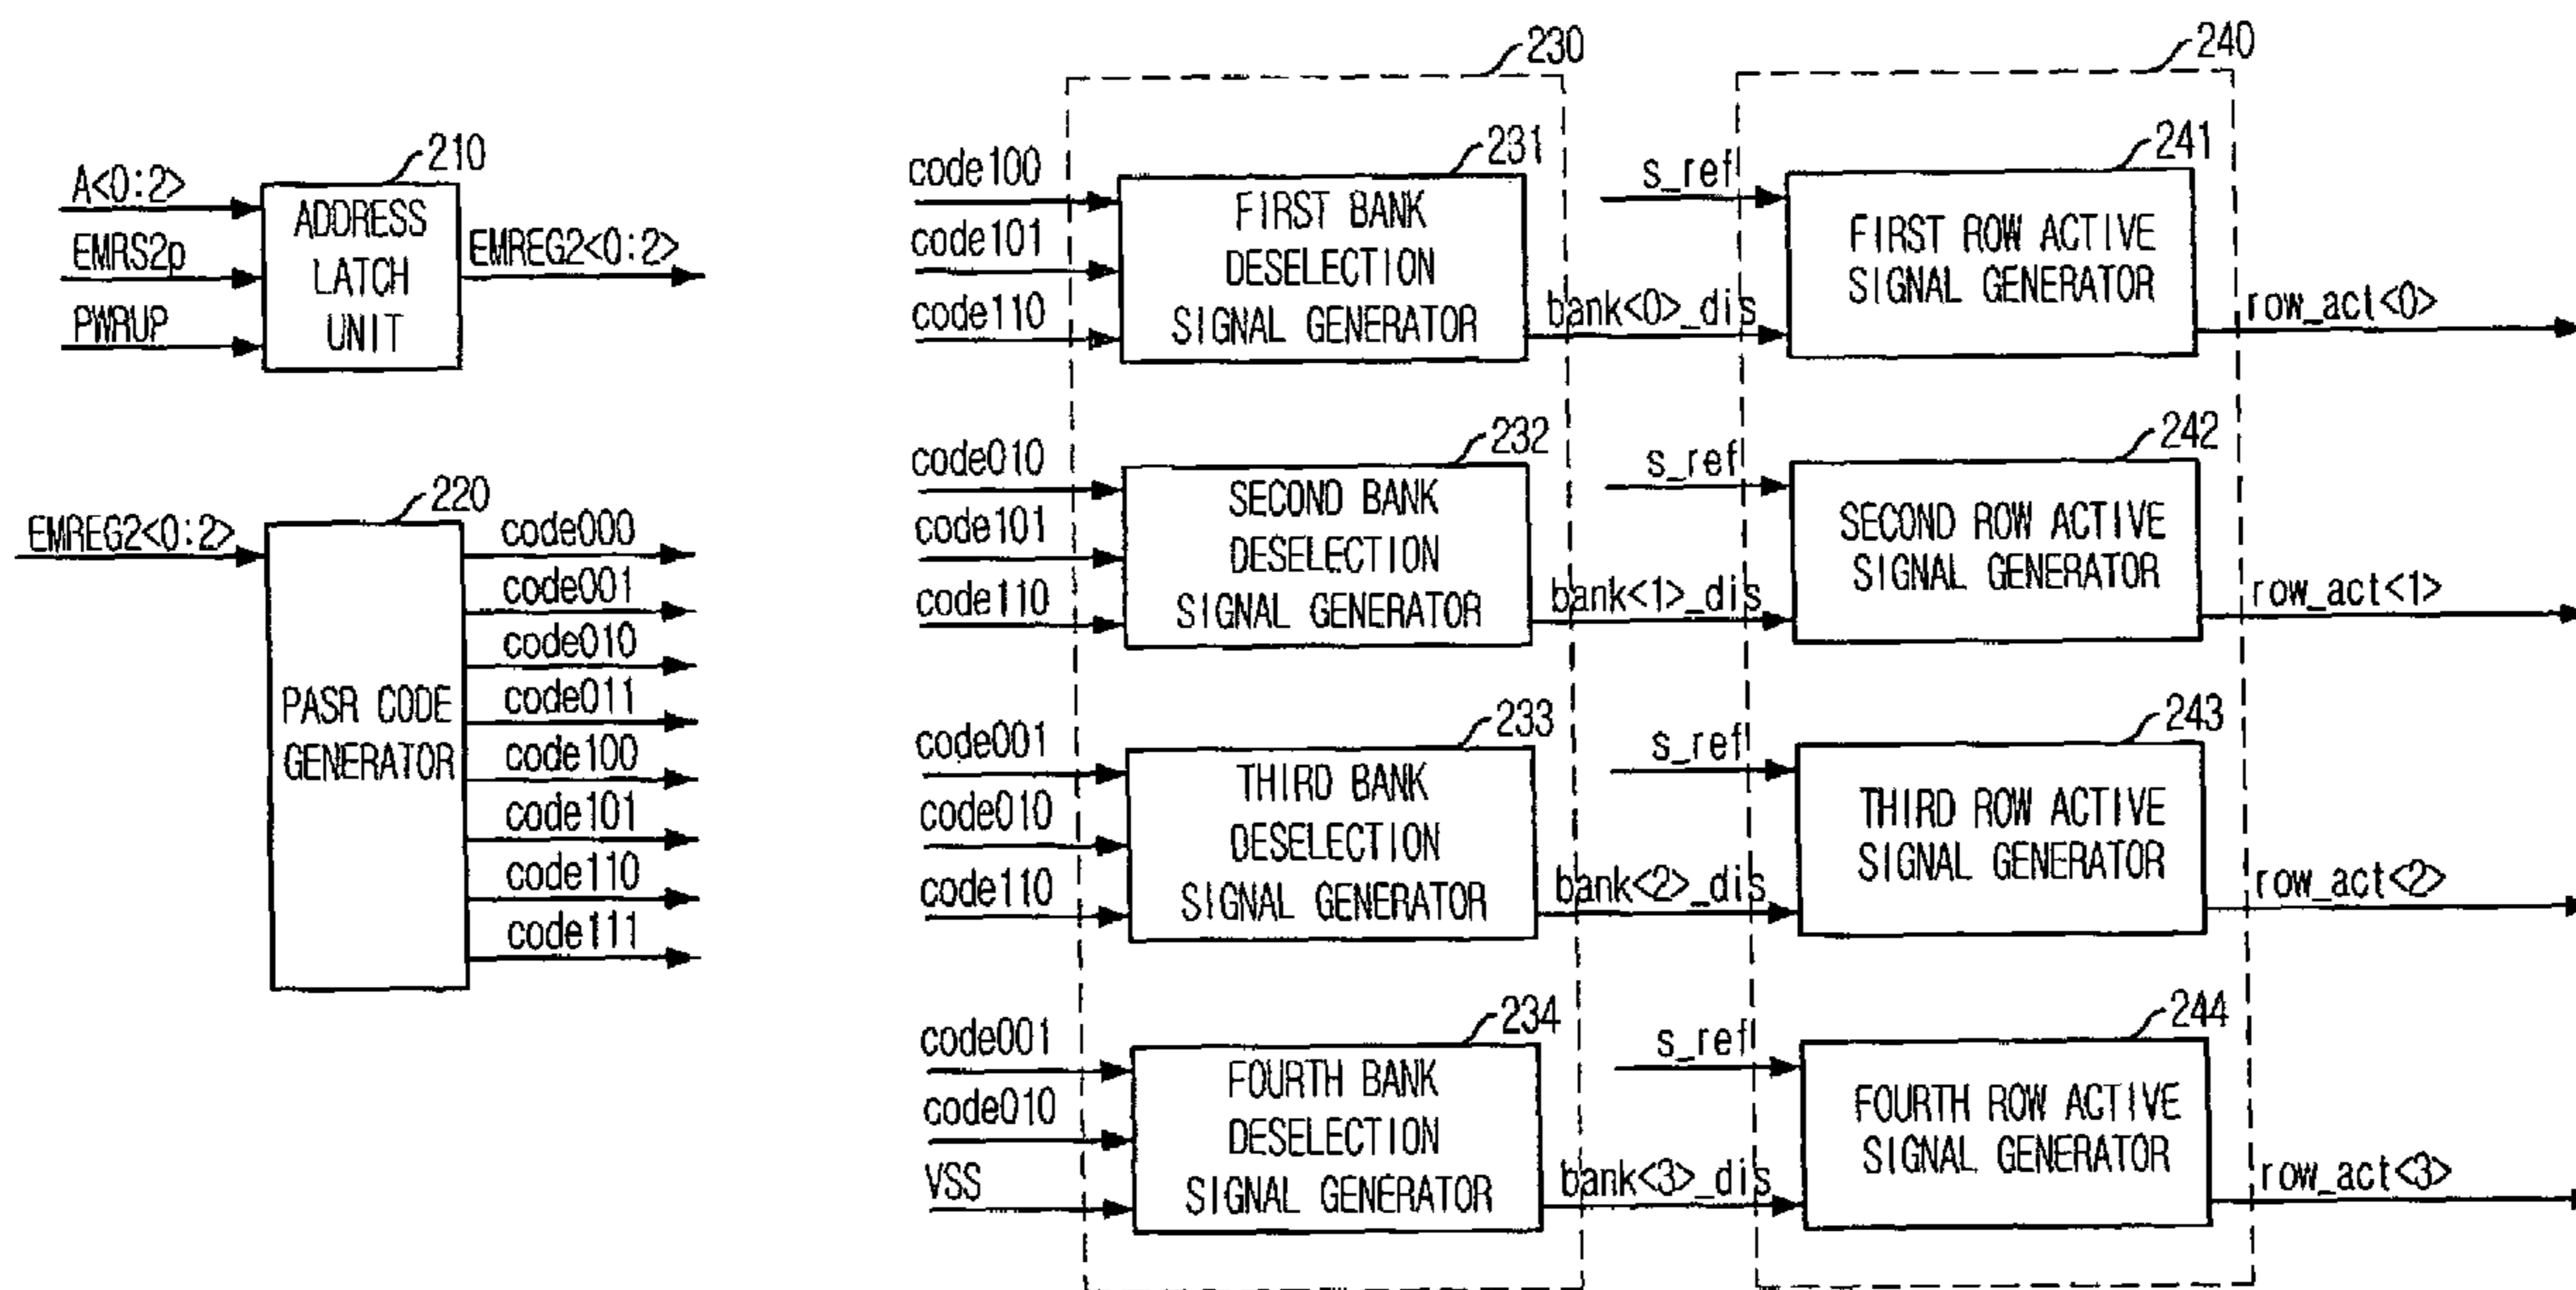 210
A<0:2>
EMRS2p
PWRUP
ADDRESS
LATCH
UNIT
EMREG2<0:2>
220
EMREG2<0:2>
PASR CODE
GENERATOR
code000
code001
code010
code011
code100
code101
code110
code111
230
231
code100
code101
code110
FIRST BANK
DESELECTION
SIGNAL GENERATOR
bank<0>_dis
232
code010
code101
code110
SECOND BANK
DESELECTION
SIGNAL GENERATOR
bank<1>_dis
233
code001
code010
code110
THIRD BANK
DESELECTION
SIGNAL GENERATOR
bank<2>_dis
234
code001
code010
VSS
FOURTH BANK
DESELECTION
SIGNAL GENERATOR
bank<3>_dis
240
241
s_ref
FIRST ROW ACTIVE
SIGNAL GENERATOR
row_act<0>
242
s_ref
SECOND ROW ACTIVE
SIGNAL GENERATOR
row_act<1>
243
s_ref
THIRD ROW ACTIVE
SIGNAL GENERATOR
row_act<2>
244
s_ref
FOURTH ROW ACTIVE
SIGNAL GENERATOR
row_act<3>